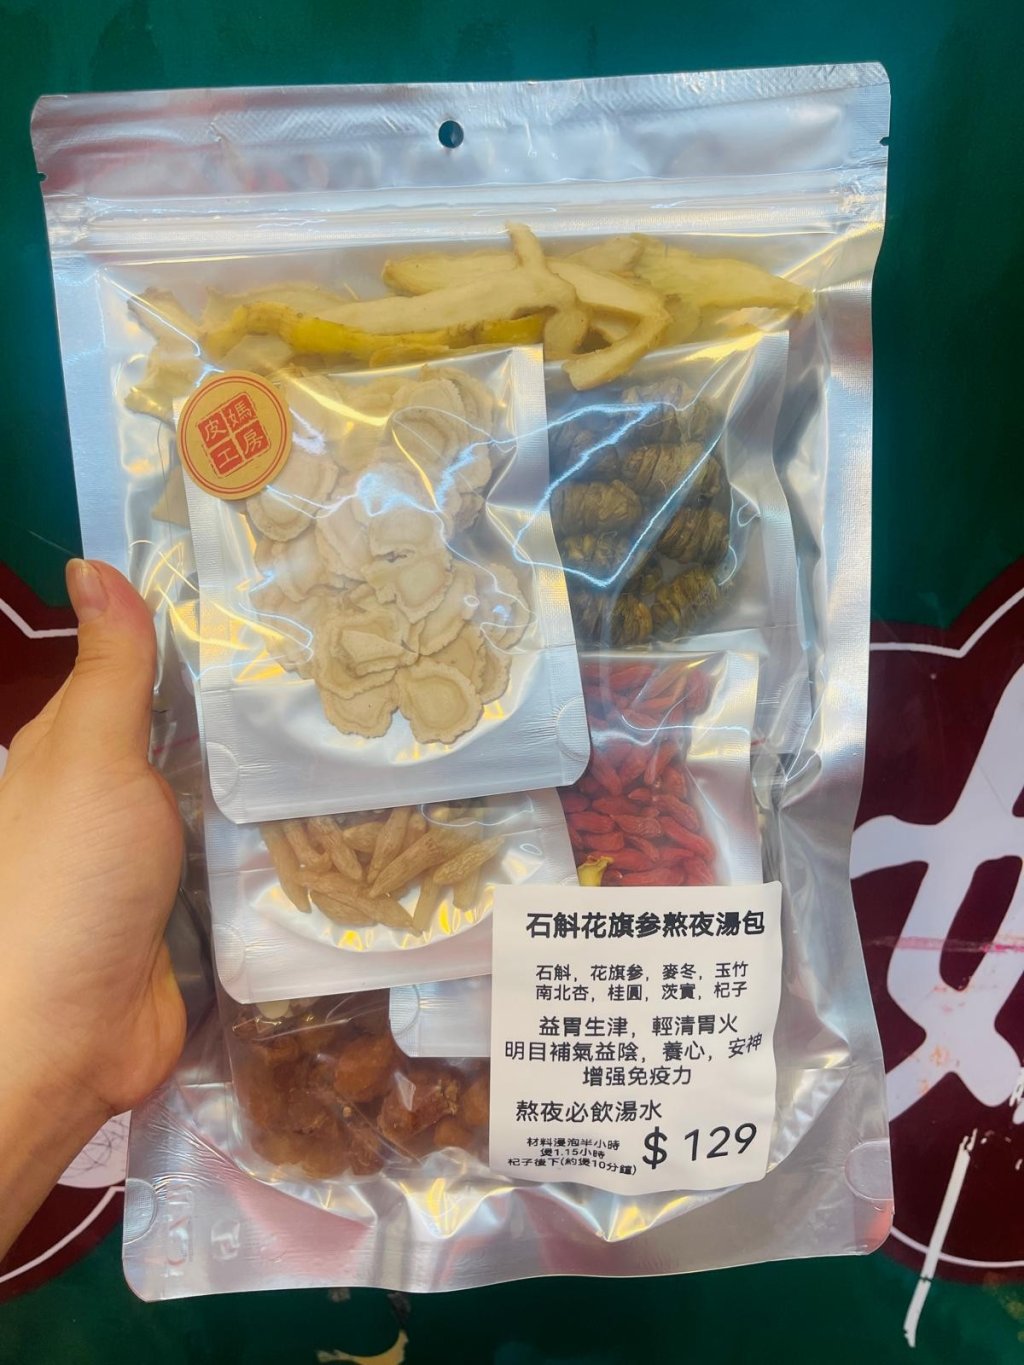 皮媽
工房
石斛花旗參熬夜湯包
石斛，花旗參，麥冬，玉竹
南北杏，桂圓，茨實，杞子
益胃生津，輕清胃火
明目補氣益陰，養心，安神
增强免疫力
熬夜必飲湯水
材料浸泡半小時
煲1.15小時
杞子後下(約煲10分鐘)
$ 129